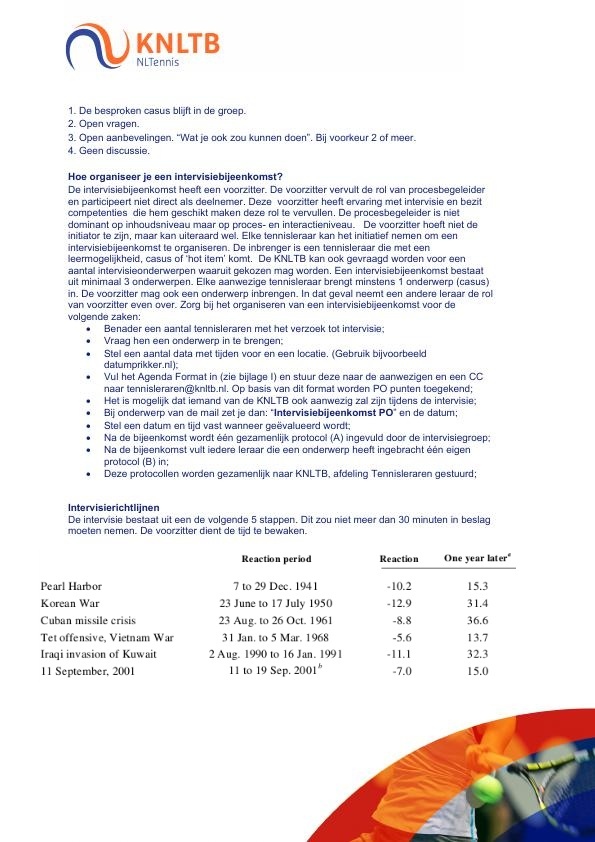 KNLTB
NLTennis
1. De besproken casus blijft in de groep.
2. Open vragen.
3. Open aanbevelingen. “Wat je ook zou kunnen doen”. Bij voorkeur 2 of meer.
4. Geen discussie.
Hoe organiseer je een intervisiebijeenkomst?
De intervisiebijeenkomst heeft een voorzitter. De voorzitter vervult de rol van procesbegeleider
en participeert niet direct als deelnemer. Deze  voorzitter heeft ervaring met intervisie en bezit
competenties  die hem geschikt maken deze rol te vervullen. De procesbegeleider is niet
dominant op inhoudsniveau maar op proces- en interactieniveau.   De voorzitter hoeft niet de
initiator te zijn, maar kan uiteraard wel. Elke tennisleraar kan het initiatief nemen om een
intervisiebijeenkomst te organiseren. De inbrenger is een tennisleraar die met een
leermogelijkheid, casus of ‘hot item’ komt.  De KNLTB kan ook gevraagd worden voor een
aantal intervisieonderwerpen waaruit gekozen mag worden. Een intervisiebijeenkomst bestaat
uit minimaal 3 onderwerpen. Elke aanwezige tennisleraar brengt minstens 1 onderwerp (casus)
in. De voorzitter mag ook een onderwerp inbrengen. In dat geval neemt een andere leraar de rol
van voorzitter even over. Zorg bij het organiseren van een intervisiebijeenkomst voor de
volgende zaken:
• Benader een aantal tennisleraren met het verzoek tot intervisie;
• Vraag hen een onderwerp in te brengen;
• Stel een aantal data met tijden voor en een locatie. (Gebruik bijvoorbeeld
datumprikker.nl);
• Vul het Agenda Format in (zie bijlage I) en stuur deze naar de aanwezigen en een CC
naar tennisleraren@knltb.nl. Op basis van dit format worden PO punten toegekend;
• Het is mogelijk dat iemand van de KNLTB ook aanwezig zal zijn tijdens de intervisie;
• Bij onderwerp van de mail zet je dan: “Intervisiebijeenkomst PO” en de datum;
• Stel een datum en tijd vast wanneer geëvalueerd wordt;
• Na de bijeenkomst wordt één gezamenlijk protocol (A) ingevuld door de intervisiegroep;
• Na de bijeenkomst vult iedere leraar die een onderwerp heeft ingebracht één eigen
protocol (B) in;
• Deze protocollen worden gezamenlijk naar KNLTB, afdeling Tennisleraren gestuurd;
Intervisierichtlijnen
De intervisie bestaat uit een de volgende 5 stappen. Dit zou niet meer dan 30 minuten in beslag
moeten nemen. De voorzitter dient de tijd te bewaken.
Reaction period Reaction One year later a
Pearl Harbor 7 to 29 Dec. 1941 -10.2 15.3
Korean War 23 June to 17 July 1950 -12.9 31.4
Cuban missile crisis 23 Aug. to 26 Oct. 1961 -8.8 36.6
Tet offensive, Vietnam War 31 Jan. to 5 Mar. 1968 -5.6 13.7
Iraqi invasion of Kuwait 2 Aug. 1990 to 16 Jan. 1991 -11.1 32.3
11 September, 2001 11 to 19 Sep. 2001 b -7.0 15.0